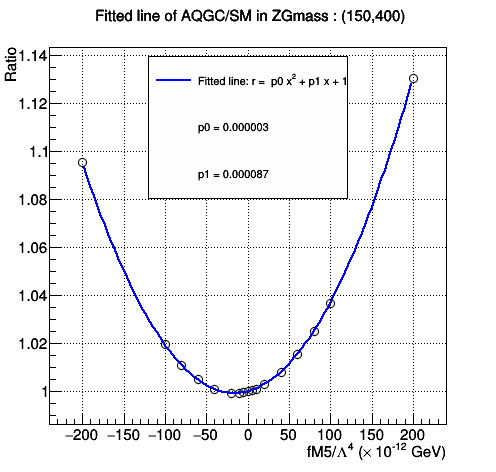 Fitted line of AQGC/SM in ZGmass : (150,400)
Ratio
1.14
1.12
1.1
1.08
1.06
1.04
1.02
1
Fitted line: r = p0 x² + p1 x + 1
p0 = 0.000003
p1 = 0.000087
−200 −150 −100 −50 0 50 100 150 200
fM5/Λ⁴ (× 10⁻¹² GeV)